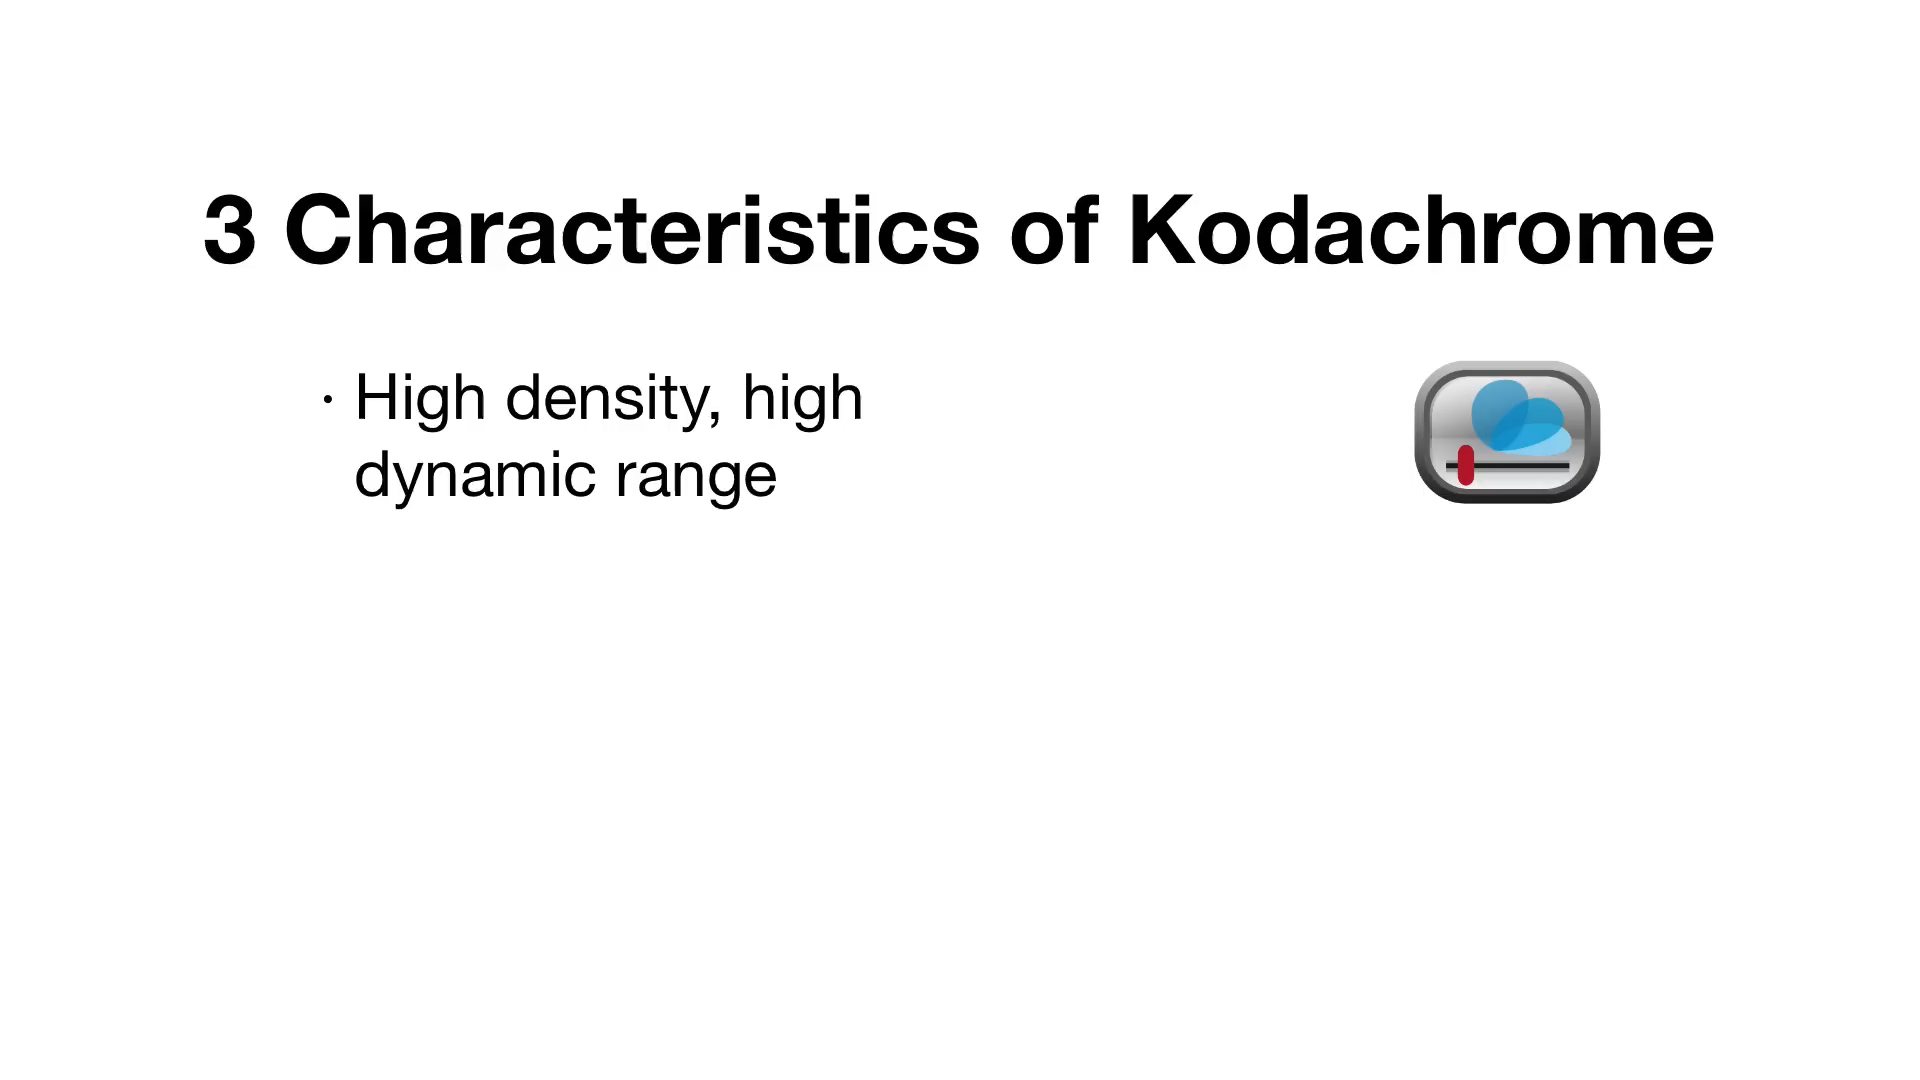 3 Characteristics of Kodachrome
· High density, high
dynamic range